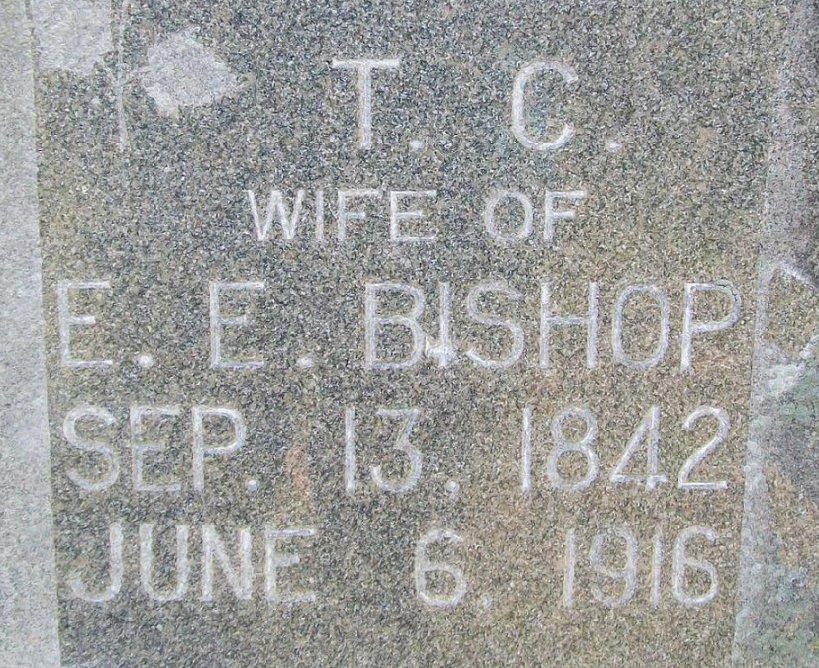 T. C.
WIFE OF
E. E. BISHOP
SEP. 13, 1842
JUNE 6, 1916